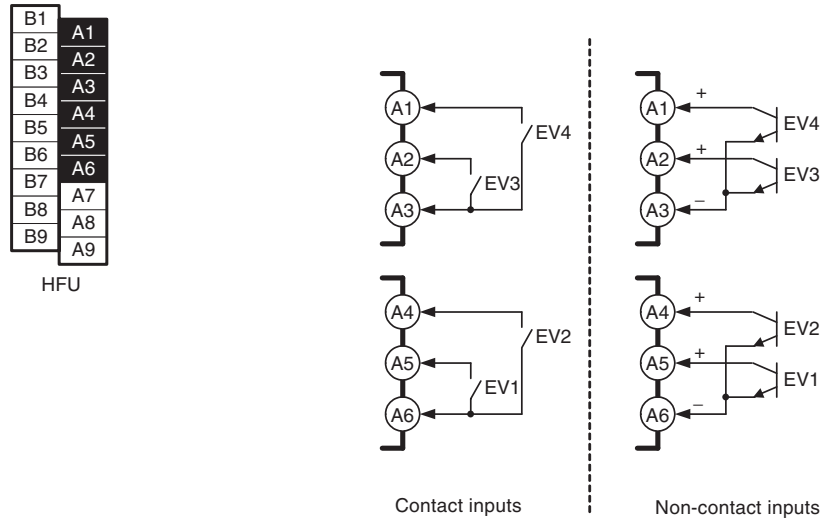 B1
B2
B3
B4
B5
B6
B7
B8
B9
A1
A2
A3
A4
A5
A6
A7
A8
A9
HFU
A1
A2
A3
EV4
EV3
A4
A5
A6
EV2
EV1
Contact inputs
A1
+
A2
+
A3
−
EV4
EV3
A4
+
A5
+
A6
−
EV2
EV1
Non-contact inputs